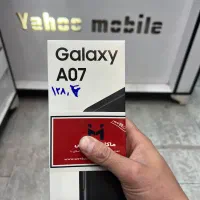 Yahoo mobile
Galaxy
A07
۱۲۸,۴